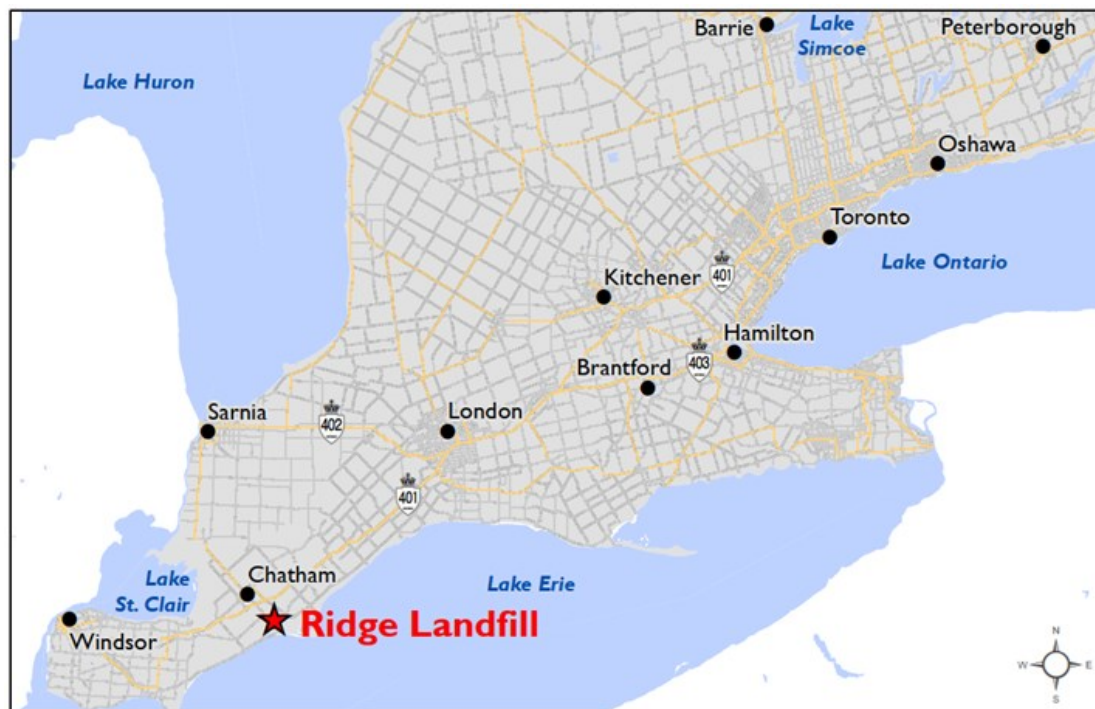 Barrie
Lake
Simcoe
Peterborough
Lake Huron
Oshawa
Toronto
Lake Ontario
401
Kitchener
Hamilton
403
Brantford
Sarnia
402
London
401
Lake
St. Clair
Chatham
Lake Erie
Ridge Landfill
Windsor
N
W
E
S